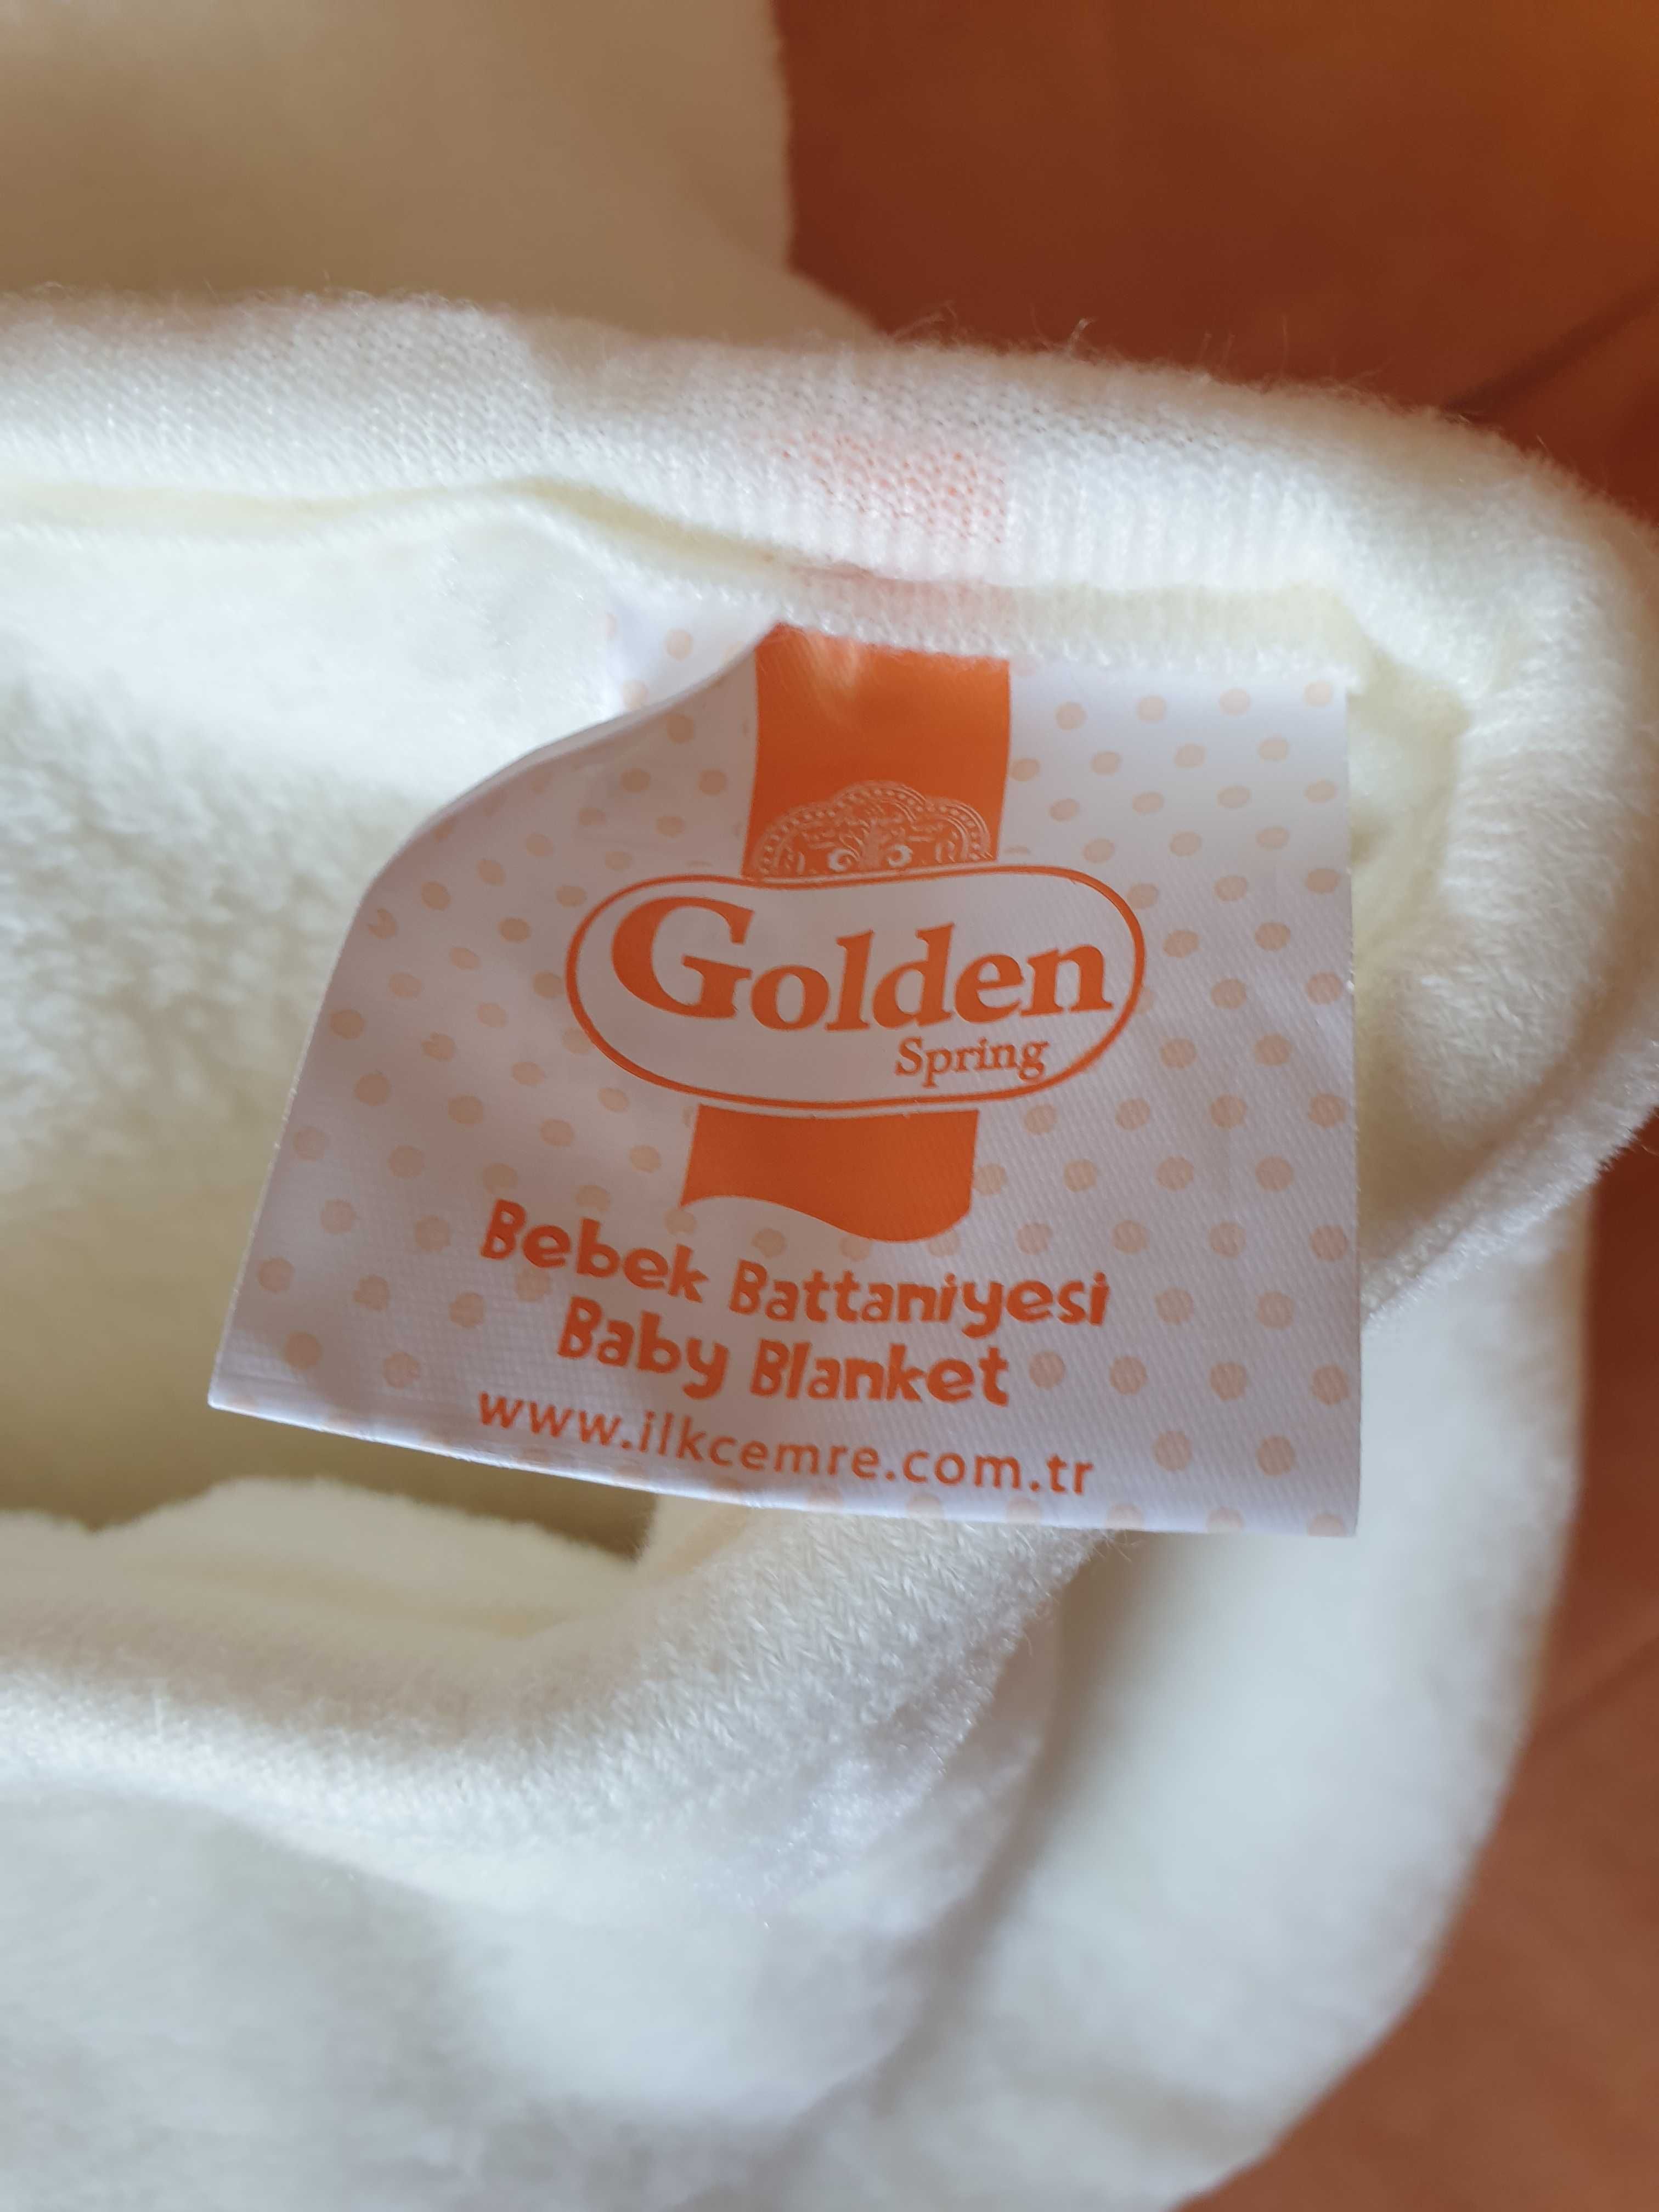 Golden
Spring
Bebek Battaniyesi
Baby Blanket
www.ilkcemre.com.tr